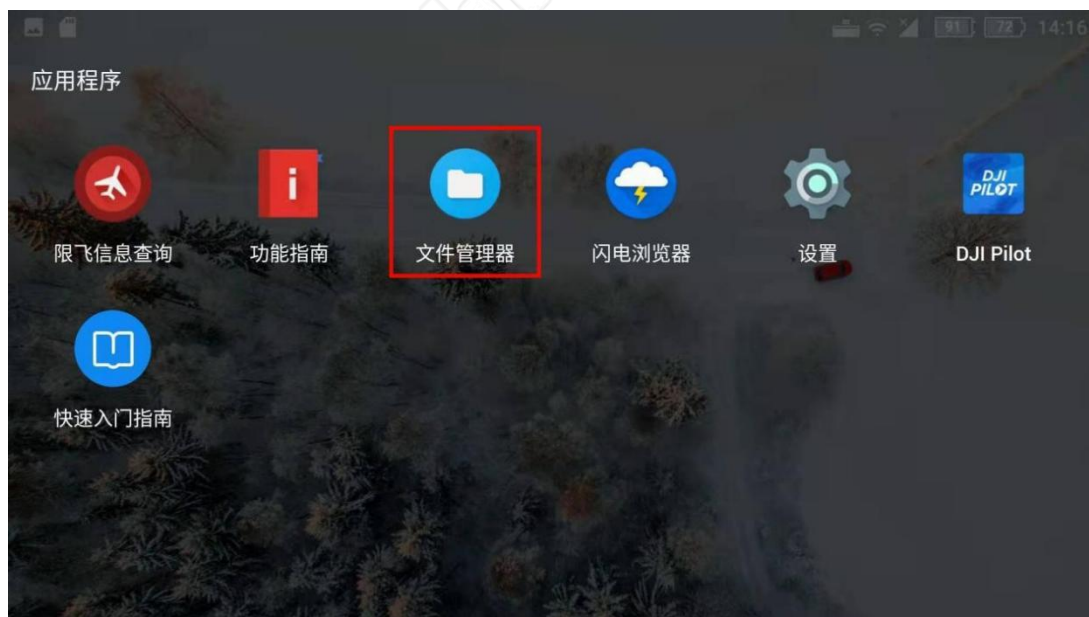 91 72 14:16
应用程序
限飞信息查询
i
功能指南
文件管理器
闪电浏览器
设置
DJI
PILOT
DJI Pilot
快速入门指南